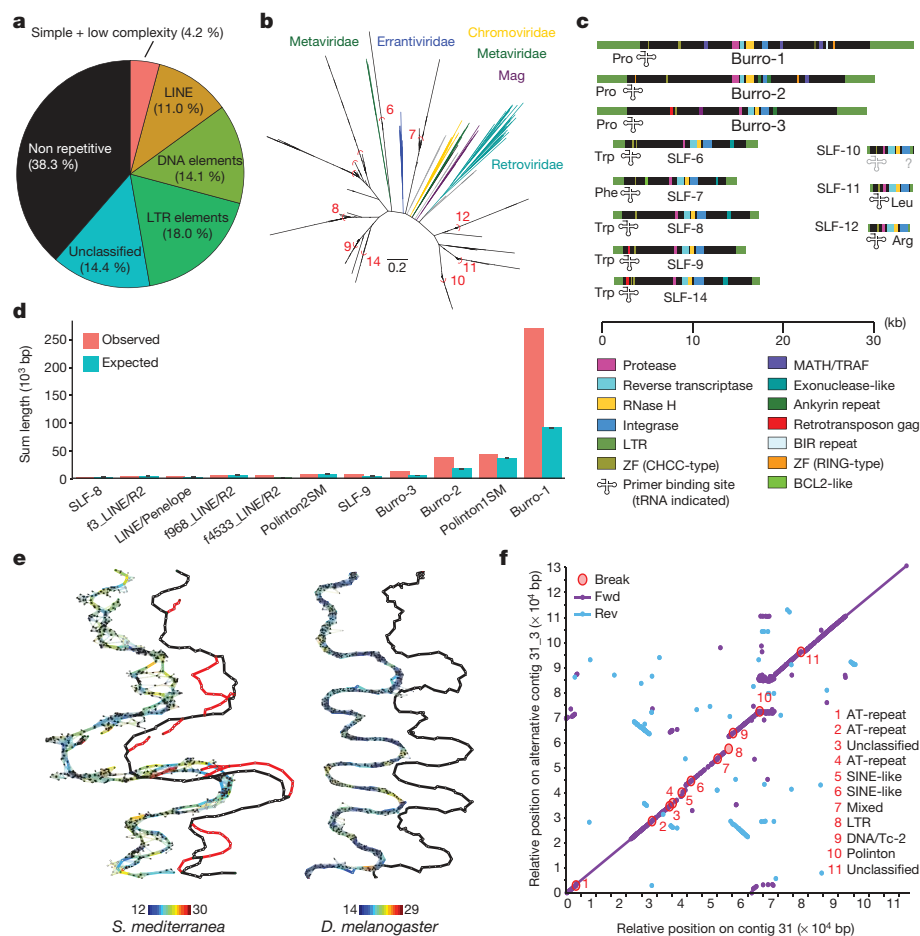 a
Simple + low complexity (4.2 %)
LINE
(11.0 %)
DNA elements
(14.1 %)
LTR elements
(18.0 %)
Unclassified
(14.4 %)
Non repetitive
(38.3 %)
b
Metaviridae
Errantiviridae
Chromoviridae
Metaviridae
Mag
Retroviridae
6
7
8
9
14
12
11
10
0.2
c
Pro
Burro-1
Pro
Burro-2
Pro
Burro-3
Trp
SLF-6
Phe
SLF-7
Trp
SLF-8
Trp
SLF-9
Trp
SLF-14
SLF-10
?
SLF-11
Leu
SLF-12
Arg
(kb)
0 10 20 30
Protease
Reverse transcriptase
RNase H
Integrase
LTR
ZF (CHCC-type)
Primer binding site
(tRNA indicated)
MATH/TRAF
Exonuclease-like
Ankyrin repeat
Retrotransposon gag
BIR repeat
ZF (RING-type)
BCL2-like
d
Observed
Expected
Sum length (10³ bp)
250
200
150
100
50
0
SLF-8
f3_LINE/R2
LINE/Penelope
f968_LINE/R2
f4533_LINE/R2
Polinton2SM
SLF-9
Burro-3
Burro-2
Polinton1SM
Burro-1
e
12 30
S. mediterranea
14 29
D. melanogaster
f
Relative position on alternative contig 31_3 (× 10⁴ bp)
13
12
11
10
9
8
7
6
5
4
3
2
1
0
Break
Fwd
Rev
1
2
3
4
5
6
7
8
9
10
11
1 AT-repeat
2 AT-repeat
3 Unclassified
4 AT-repeat
5 SINE-like
6 SINE-like
7 Mixed
8 LTR
9 DNA/Tc-2
10 Polinton
11 Unclassified
0 1 2 3 4 5 6 7 8 9 10 11
Relative position on contig 31 (× 10⁴ bp)